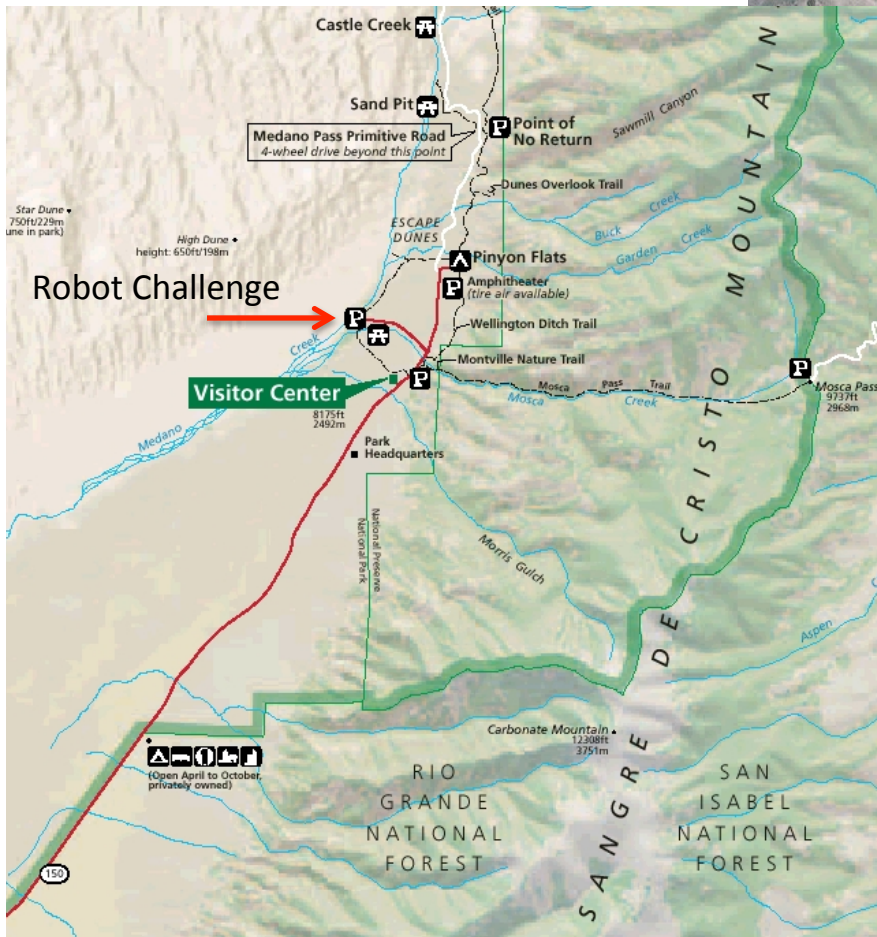 Castle Creek
Sand Pit
Medano Pass Primitive Road
4-wheel drive beyond this point
P
Point of
No Return
Sawmill Canyon
Dunes Overlook Trail
Star Dune
750ft/229m
une in park)
High Dune
height: 650ft/198m
ESCAPE
DUNES
Buck Creek
Garden Creek
Pinyon Flats
P
Amphitheater
(tire air available)
Robot Challenge
P
Wellington Ditch Trail
Montville Nature Trail
Creek
Medano
Visitor Center
8175ft
2492m
P
Mosca Pass Trail
Mosca Creek
P
Mosca Pass
9737ft
2968m
Park
Headquarters
National Preserve
National Park
Morris Gulch
Aspen
Carbonate Mountain
12308ft
3751m
(Open April to October,
privately owned)
RIO
GRANDE
NATIONAL
FOREST
SAN
ISABEL
NATIONAL
FOREST
SANGRE DE CRISTO MOUNTAIN
150